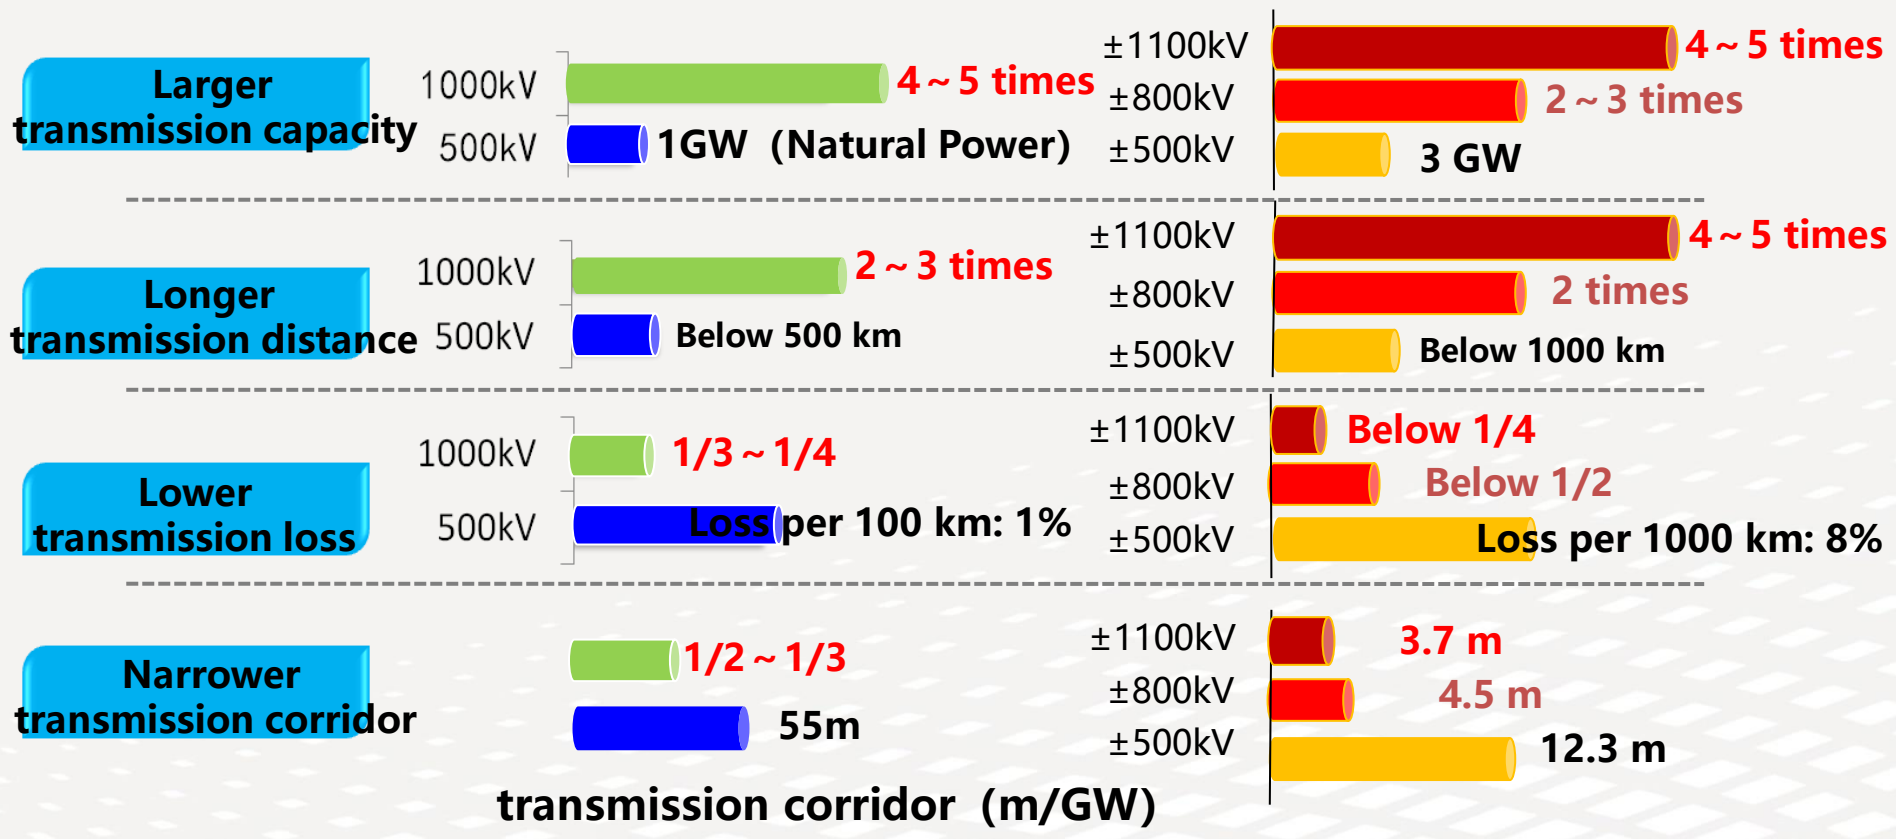 Larger
transmission capacity
1000kV
4~5 times
500kV
1GW (Natural Power)
±1100kV
4~5 times
±800kV
2~3 times
±500kV
3 GW
Longer
transmission distance
1000kV
2~3 times
500kV
Below 500 km
±1100kV
4~5 times
±800kV
2 times
±500kV
Below 1000 km
Lower
transmission loss
1000kV
1/3~1/4
500kV
Loss per 100 km: 1%
±1100kV
Below 1/4
±800kV
Below 1/2
±500kV
Loss per 1000 km: 8%
Narrower
transmission corridor
1/2~1/3
55m
±1100kV
3.7 m
±800kV
4.5 m
±500kV
12.3 m
transmission corridor (m/GW)